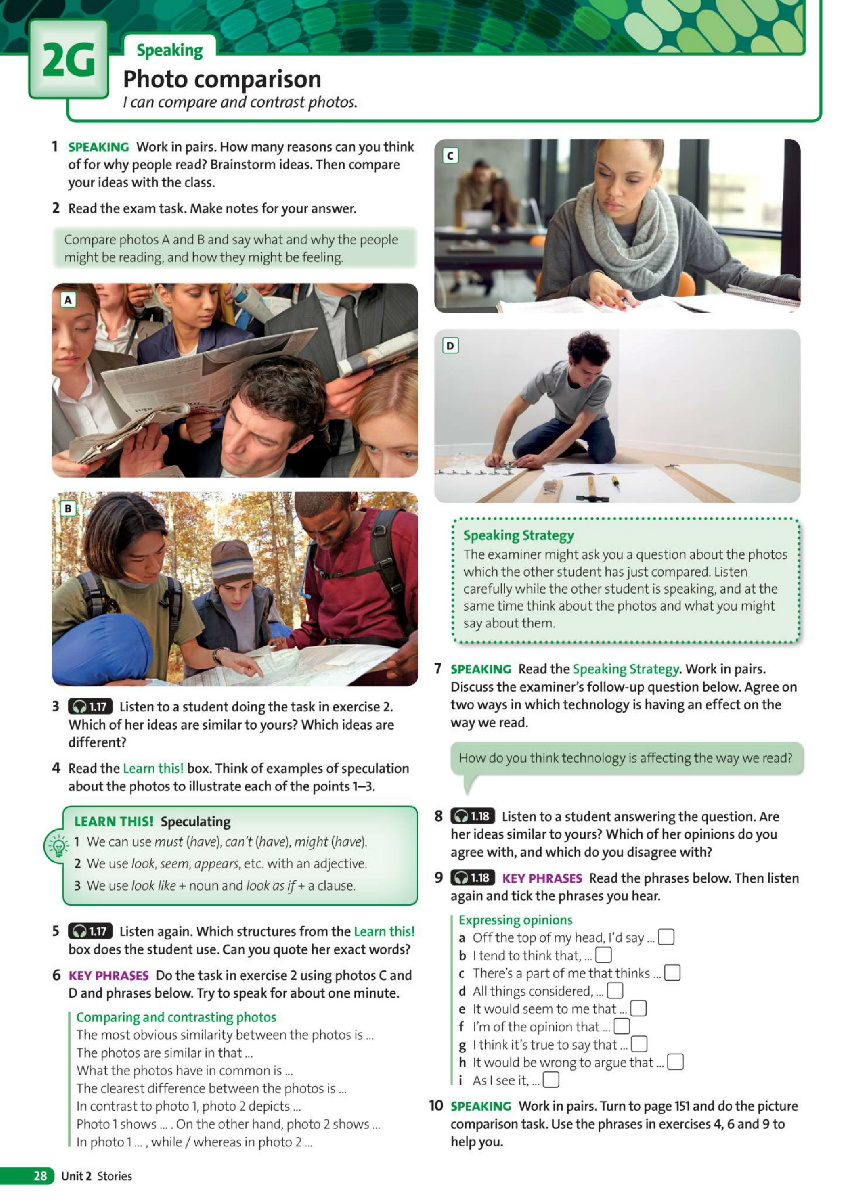 2G
Speaking
Photo comparison
I can compare and contrast photos.
1 SPEAKING Work in pairs. How many reasons can you think
of for why people read? Brainstorm ideas. Then compare
your ideas with the class.
2 Read the exam task. Make notes for your answer.
Compare photos A and B and say what and why the people
might be reading, and how they might be feeling.
A
B
3 1.17 Listen to a student doing the task in exercise 2.
Which of her ideas are similar to yours? Which ideas are
different?
4 Read the Learn this! box. Think of examples of speculation
about the photos to illustrate each of the points 1–3.
LEARN THIS! Speculating
1 We can use must (have), can't (have), might (have).
2 We use look, seem, appears, etc. with an adjective.
3 We use look like + noun and look as if + a clause.
5 1.17 Listen again. Which structures from the Learn this!
box does the student use. Can you quote her exact words?
6 KEY PHRASES Do the task in exercise 2 using photos C and
D and phrases below. Try to speak for about one minute.
Comparing and contrasting photos
The most obvious similarity between the photos is ...
The photos are similar in that ...
What the photos have in common is ...
The clearest difference between the photos is ...
In contrast to photo 1, photo 2 depicts ...
Photo 1 shows ... . On the other hand, photo 2 shows ...
In photo 1 ... , while / whereas in photo 2 ...
C
D
Speaking Strategy
The examiner might ask you a question about the photos
which the other student has just compared. Listen
carefully while the other student is speaking, and at the
same time think about the photos and what you might
say about them.
7 SPEAKING Read the Speaking Strategy. Work in pairs.
Discuss the examiner's follow-up question below. Agree on
two ways in which technology is having an effect on the
way we read.
How do you think technology is affecting the way we read?
8 1.18 Listen to a student answering the question. Are
her ideas similar to yours? Which of her opinions do you
agree with, and which do you disagree with?
9 1.18 KEY PHRASES Read the phrases below. Then listen
again and tick the phrases you hear.
Expressing opinions
a Off the top of my head, I'd say ...
b I tend to think that, ...
c There's a part of me that thinks ...
d All things considered, ...
e It would seem to me that ...
f I'm of the opinion that ...
g I think it's true to say that ...
h It would be wrong to argue that ...
i As I see it, ...
10 SPEAKING Work in pairs. Turn to page 151 and do the picture
comparison task. Use the phrases in exercises 4, 6 and 9 to
help you.
28 Unit 2 Stories